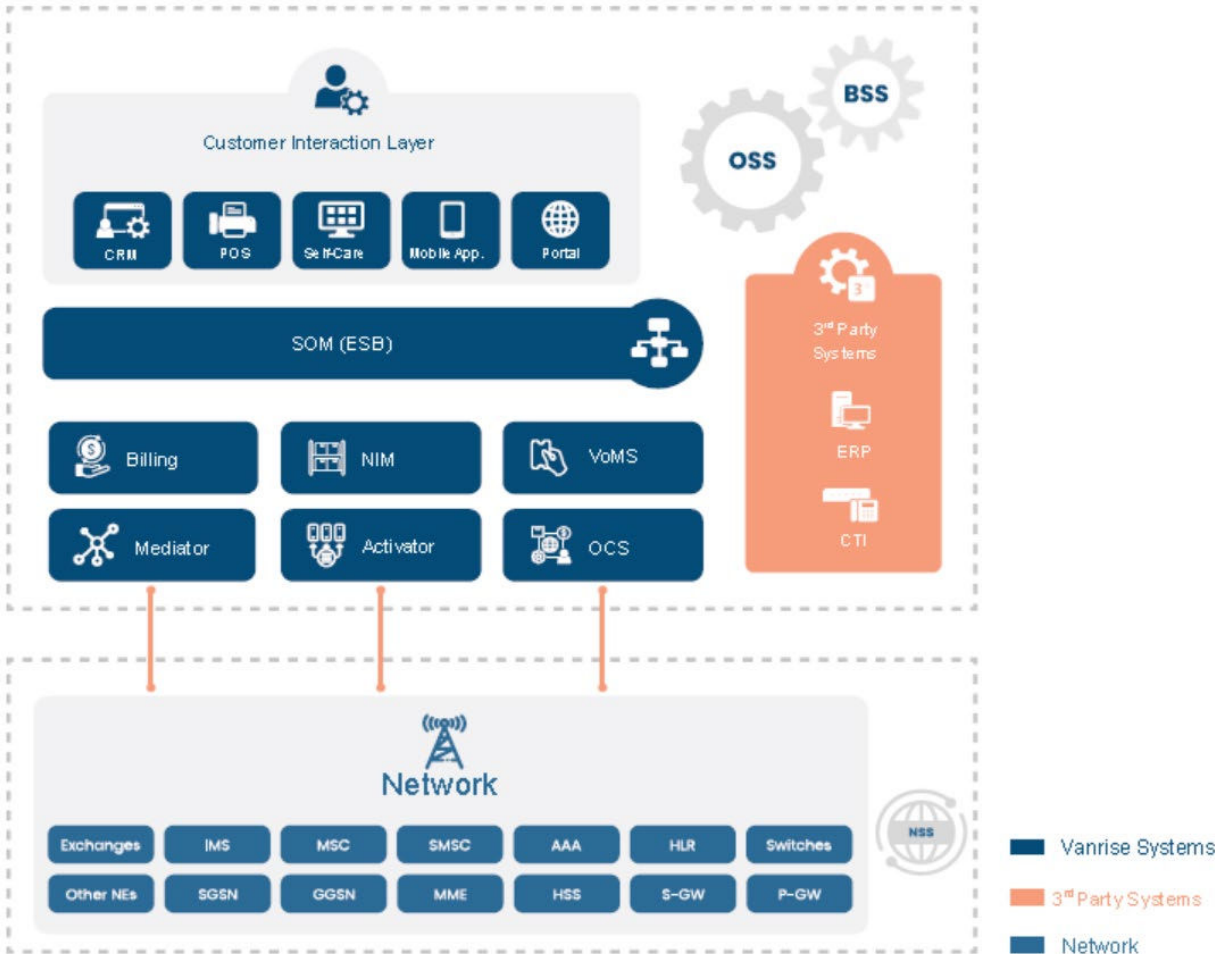 BSS
OSS
Customer Interaction Layer
CRM
POS
Self-Care
Mobile App.
Portal
SOM (ESB)
3rd Party
Systems
ERP
CTI
Billing
NIM
VoMS
Mediator
Activator
OCS
Network
Exchanges
IMS
MSC
SMSC
AAA
HLR
Switches
Other NEs
SGSN
GGSN
MME
HSS
S-GW
P-GW
NSS
Vanrise Systems
3rd Party Systems
Network